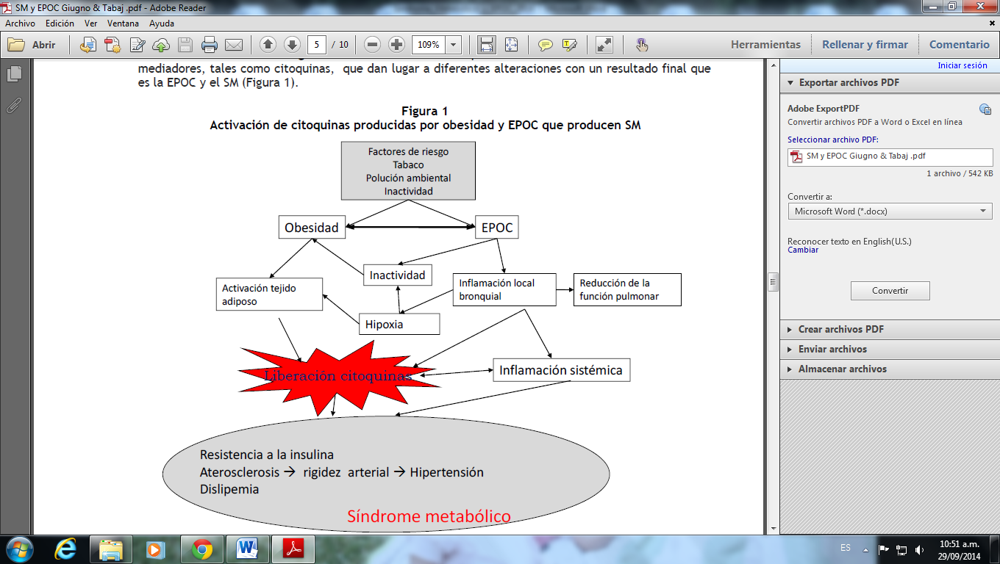 SM y EPOC Giugno & Tabaj .pdf - Adobe Reader
Archivo Edición Ver Ventana Ayuda
Abrir 5 / 10 109% Herramientas Rellenar y firmar Comentario
mediadores, tales como citoquinas, que dan lugar a diferentes alteraciones con un resultado final que
es la EPOC y el SM (Figura 1).
Figura 1
Activación de citoquinas producidas por obesidad y EPOC que producen SM
Factores de riesgo
Tabaco
Polución ambiental
Inactividad
Obesidad
EPOC
Inactividad
Activación tejido
adiposo
Inflamación local
bronquial
Reducción de la
función pulmonar
Hipoxia
Liberación citoquinas
Inflamación sistémica
Resistencia a la insulina
Aterosclerosis → rigidez arterial → Hipertensión
Dislipemia
Síndrome metabólico
Iniciar sesión
Exportar archivos PDF
Adobe ExportPDF
Convertir archivos PDF a Word o Excel en línea
Seleccionar archivo PDF:
SM y EPOC Giugno & Tabaj .pdf
1 archivo / 542 KB
Convertir a:
Microsoft Word (*.docx)
Reconocer texto en English(U.S.)
Cambiar
Convertir
Crear archivos PDF
Enviar archivos
Almacenar archivos
ES
10:51 a.m.
29/09/2014